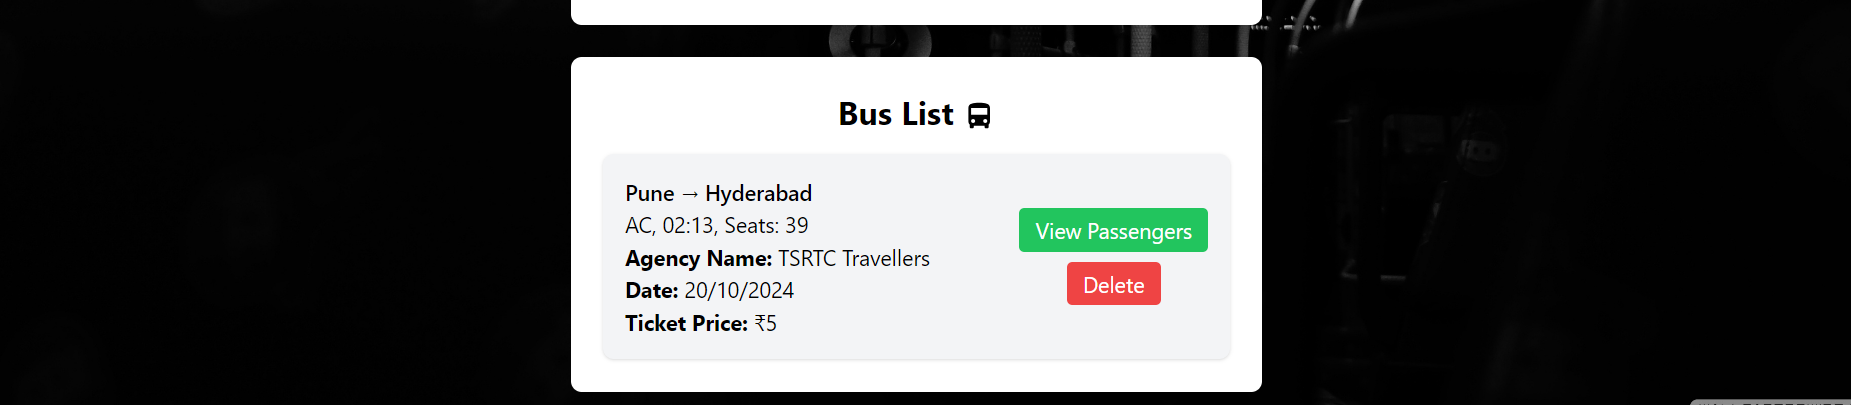 Bus List
Pune → Hyderabad
AC, 02:13, Seats: 39
Agency Name: TSRTC Travellers
Date: 20/10/2024
Ticket Price: ₹5
View Passengers
Delete